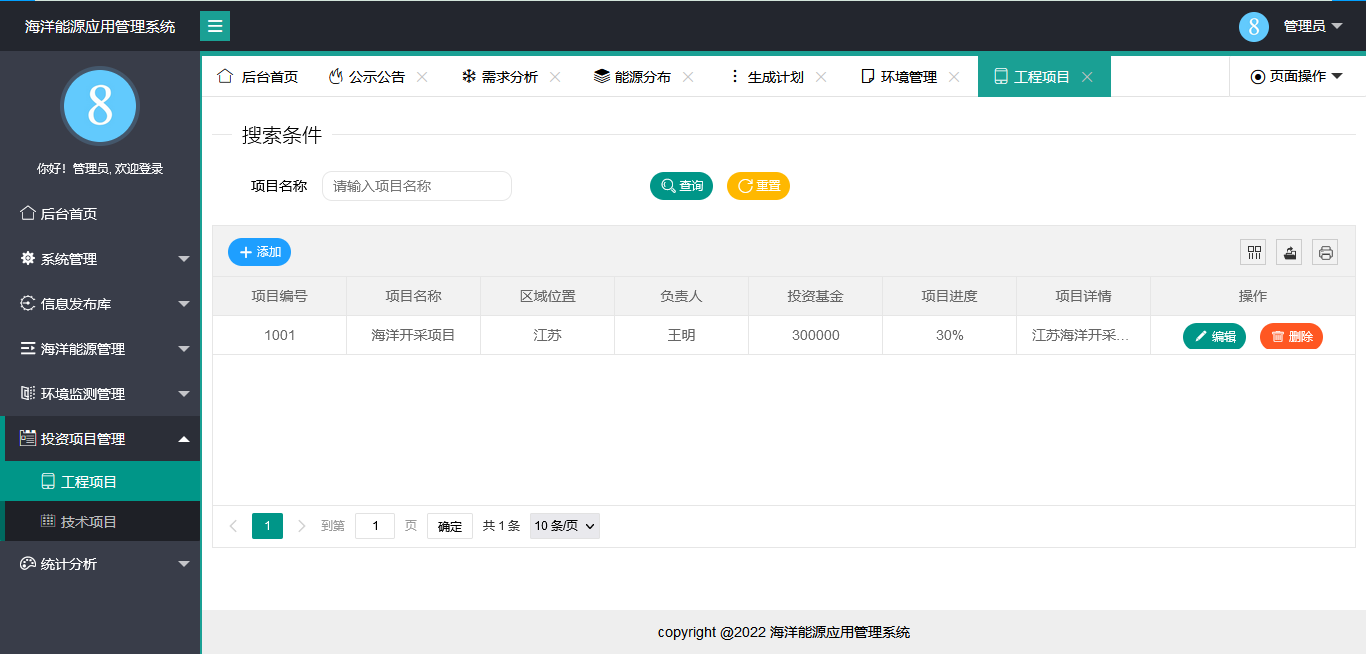 海洋能源应用管理系统
8
管理员
8
你好！管理员, 欢迎登录
后台首页
系统管理
信息发布库
海洋能源管理
环境监测管理
投资项目管理
工程项目
技术项目
统计分析
后台首页 公示公告 需求分析 能源分布 生成计划 环境管理 工程项目 页面操作
搜索条件
项目名称 请输入项目名称 查询 重置
添加
项目编号 项目名称 区域位置 负责人 投资基金 项目进度 项目详情 操作
1001 海洋开采项目 江苏 王明 300000 30% 江苏海洋开采... 编辑 删除
1 到第 1 页 确定 共 1 条 10 条/页
copyright @2022 海洋能源应用管理系统